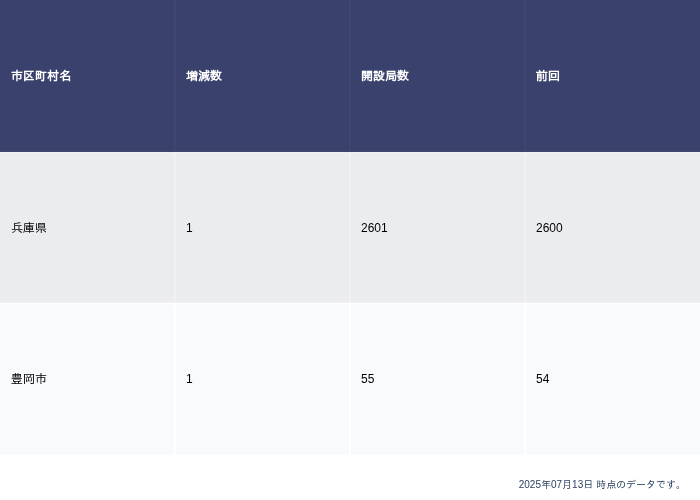 市区町村名 増減数 開設局数 前回
兵庫県 1 2601 2600
豊岡市 1 55 54
2025年07月13日 時点のデータです。